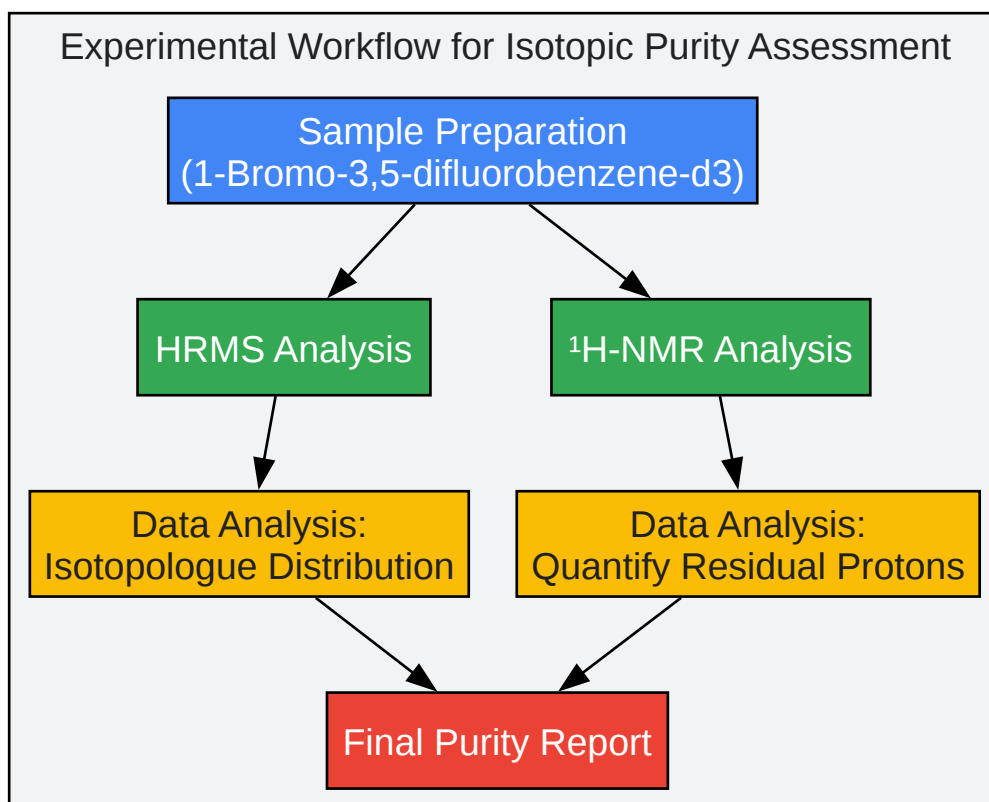 Experimental Workflow for Isotopic Purity Assessment
Sample Preparation
(1-Bromo-3,5-difluorobenzene-d3)
HRMS Analysis
¹H-NMR Analysis
Data Analysis:
Isotopologue Distribution
Data Analysis:
Quantify Residual Protons
Final Purity Report